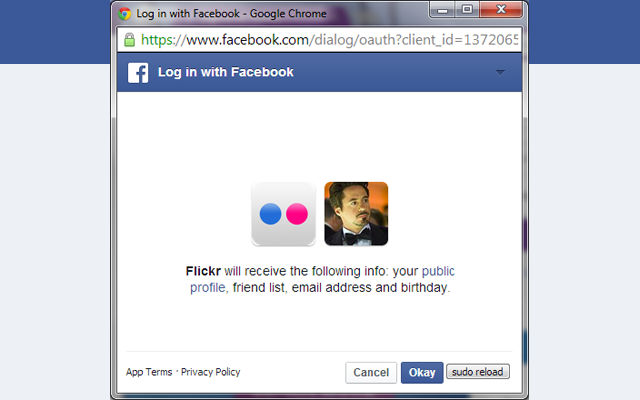 Log in with Facebook - Google Chrome
https://www.facebook.com/dialog/oauth?client_id=1372065
Log in with Facebook
Flickr will receive the following info: your public
profile, friend list, email address and birthday.
App Terms · Privacy Policy
Cancel
Okay
sudo reload